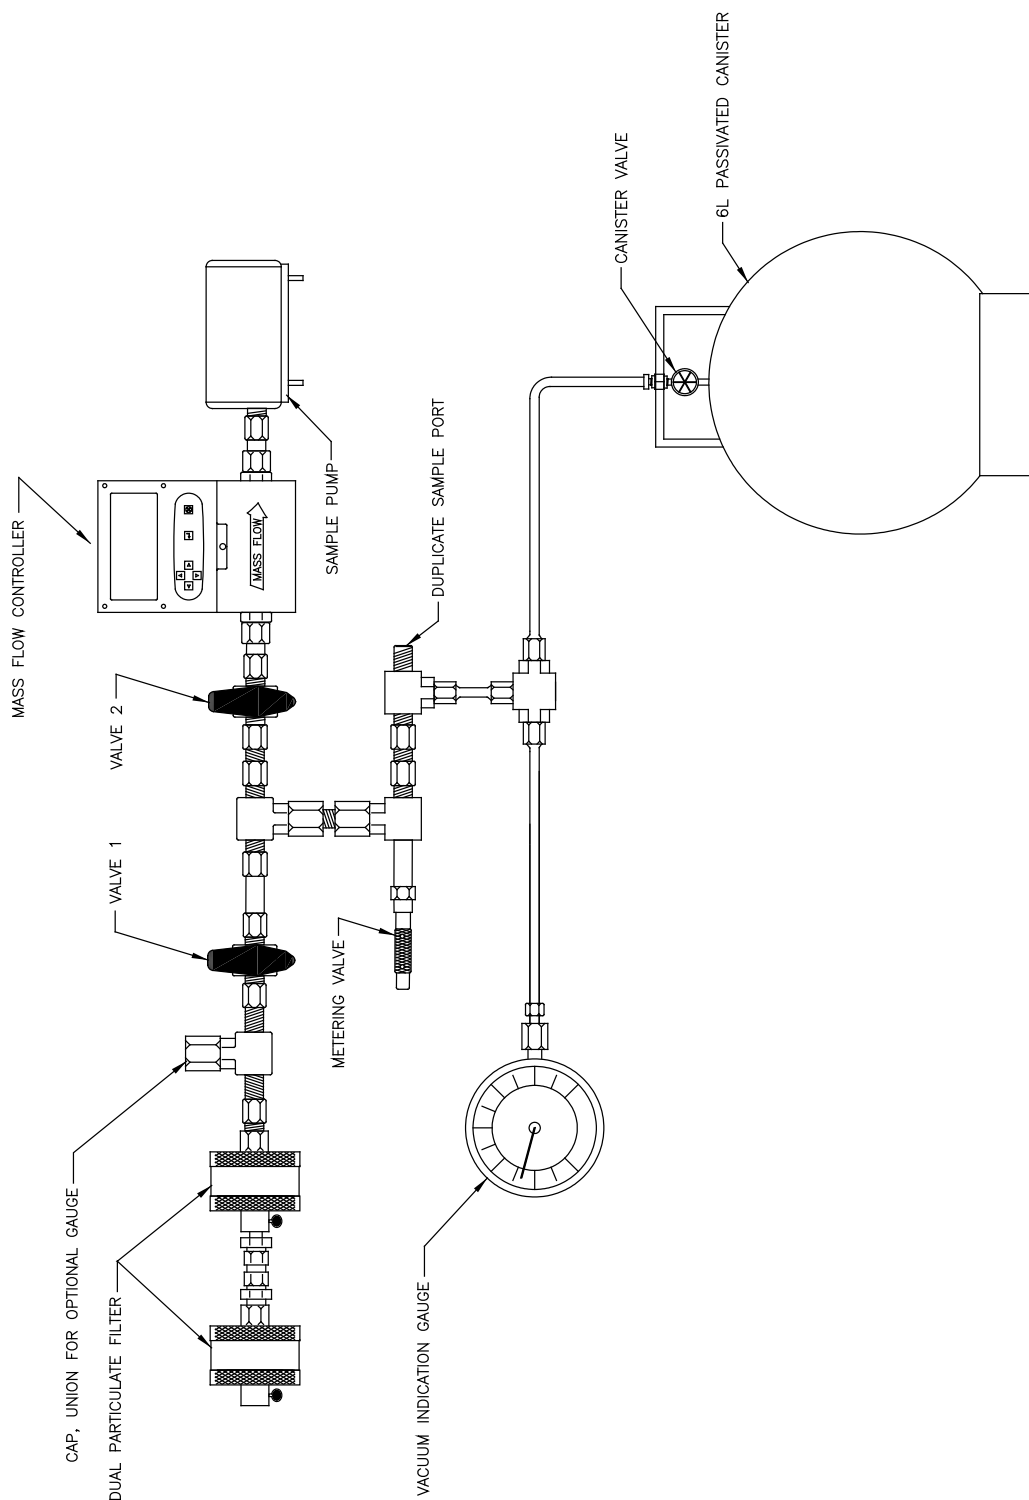 CAP, UNION FOR OPTIONAL GAUGE
DUAL PARTICULATE FILTER
VALVE 1
VALVE 2
MASS FLOW CONTROLLER
MASS FLOW
SAMPLE PUMP
METERING VALVE
DUPLICATE SAMPLE PORT
VACUUM INDICATION GAUGE
CANISTER VALVE
6L PASSIVATED CANISTER